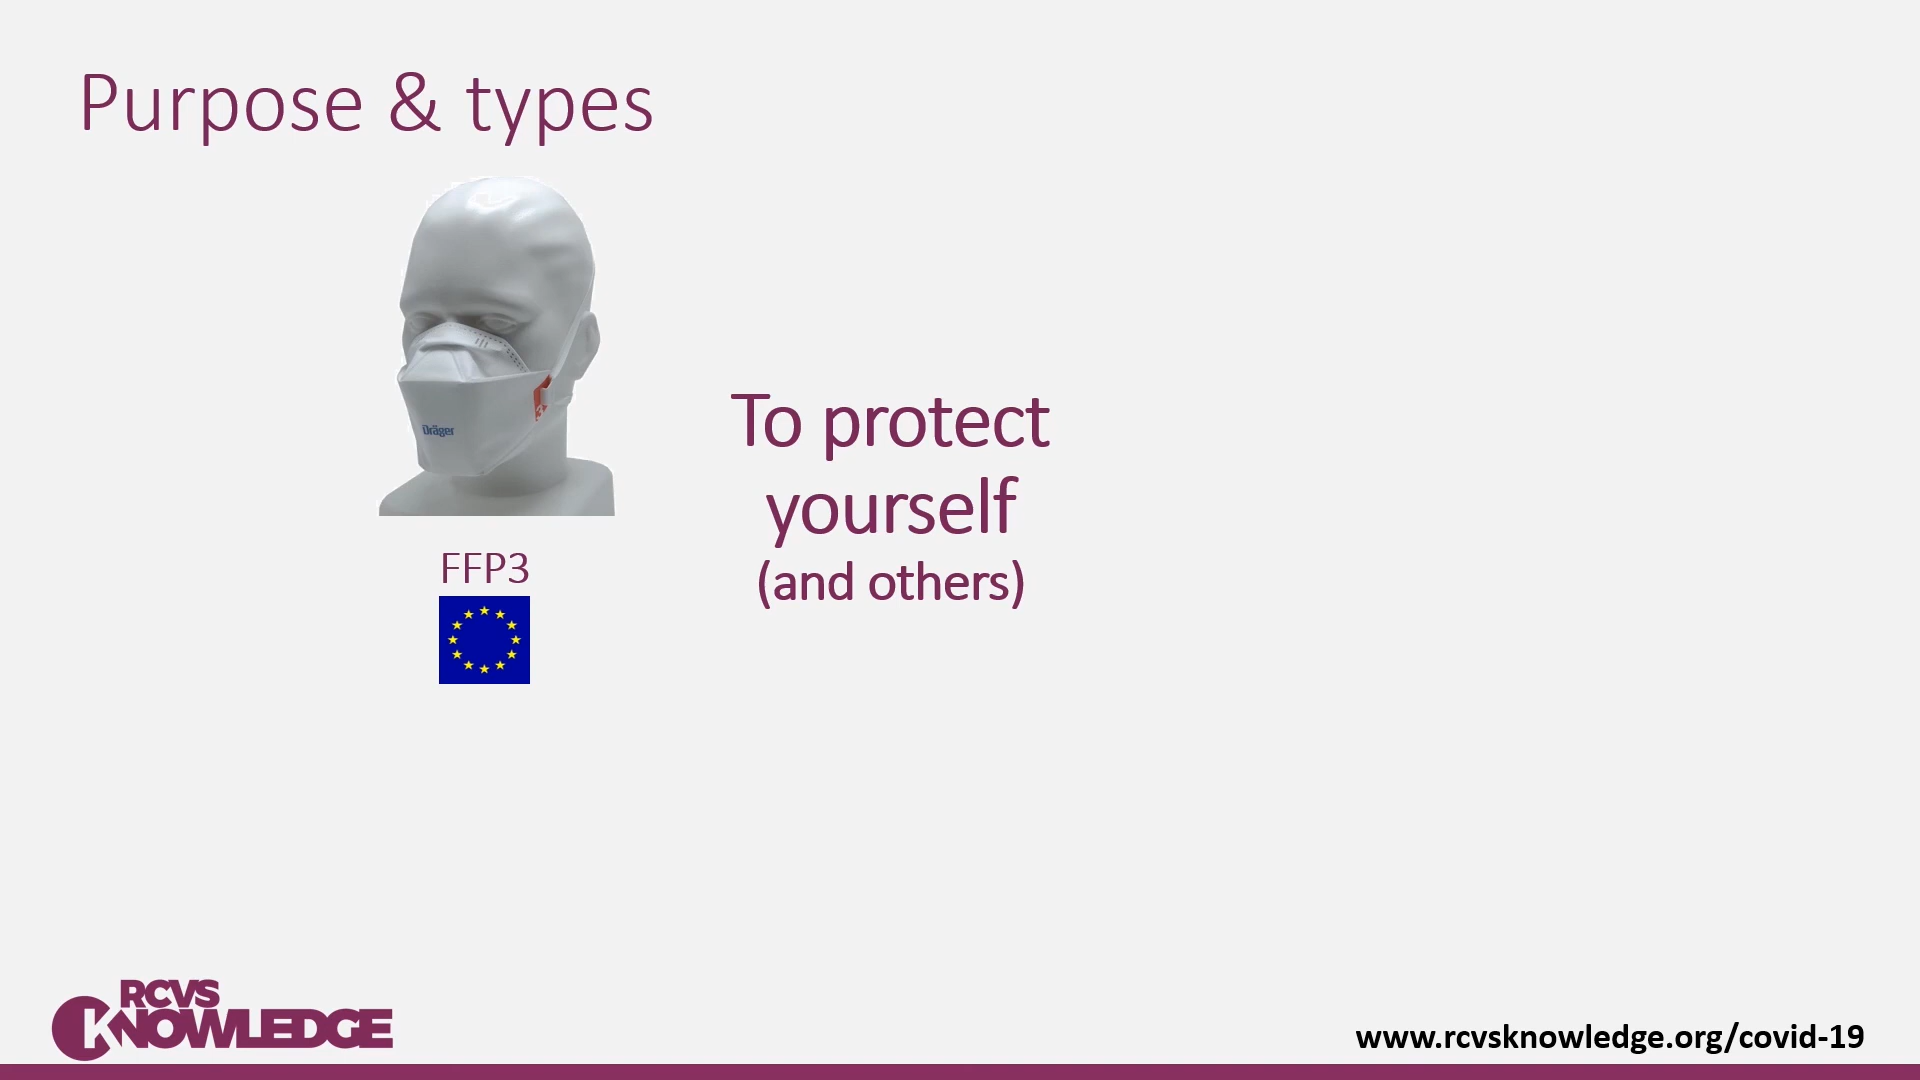 Purpose & types
Dräger
FFP3
To protect
yourself
(and others)
RCVS
KNOWLEDGE
www.rcvsknowledge.org/covid-19